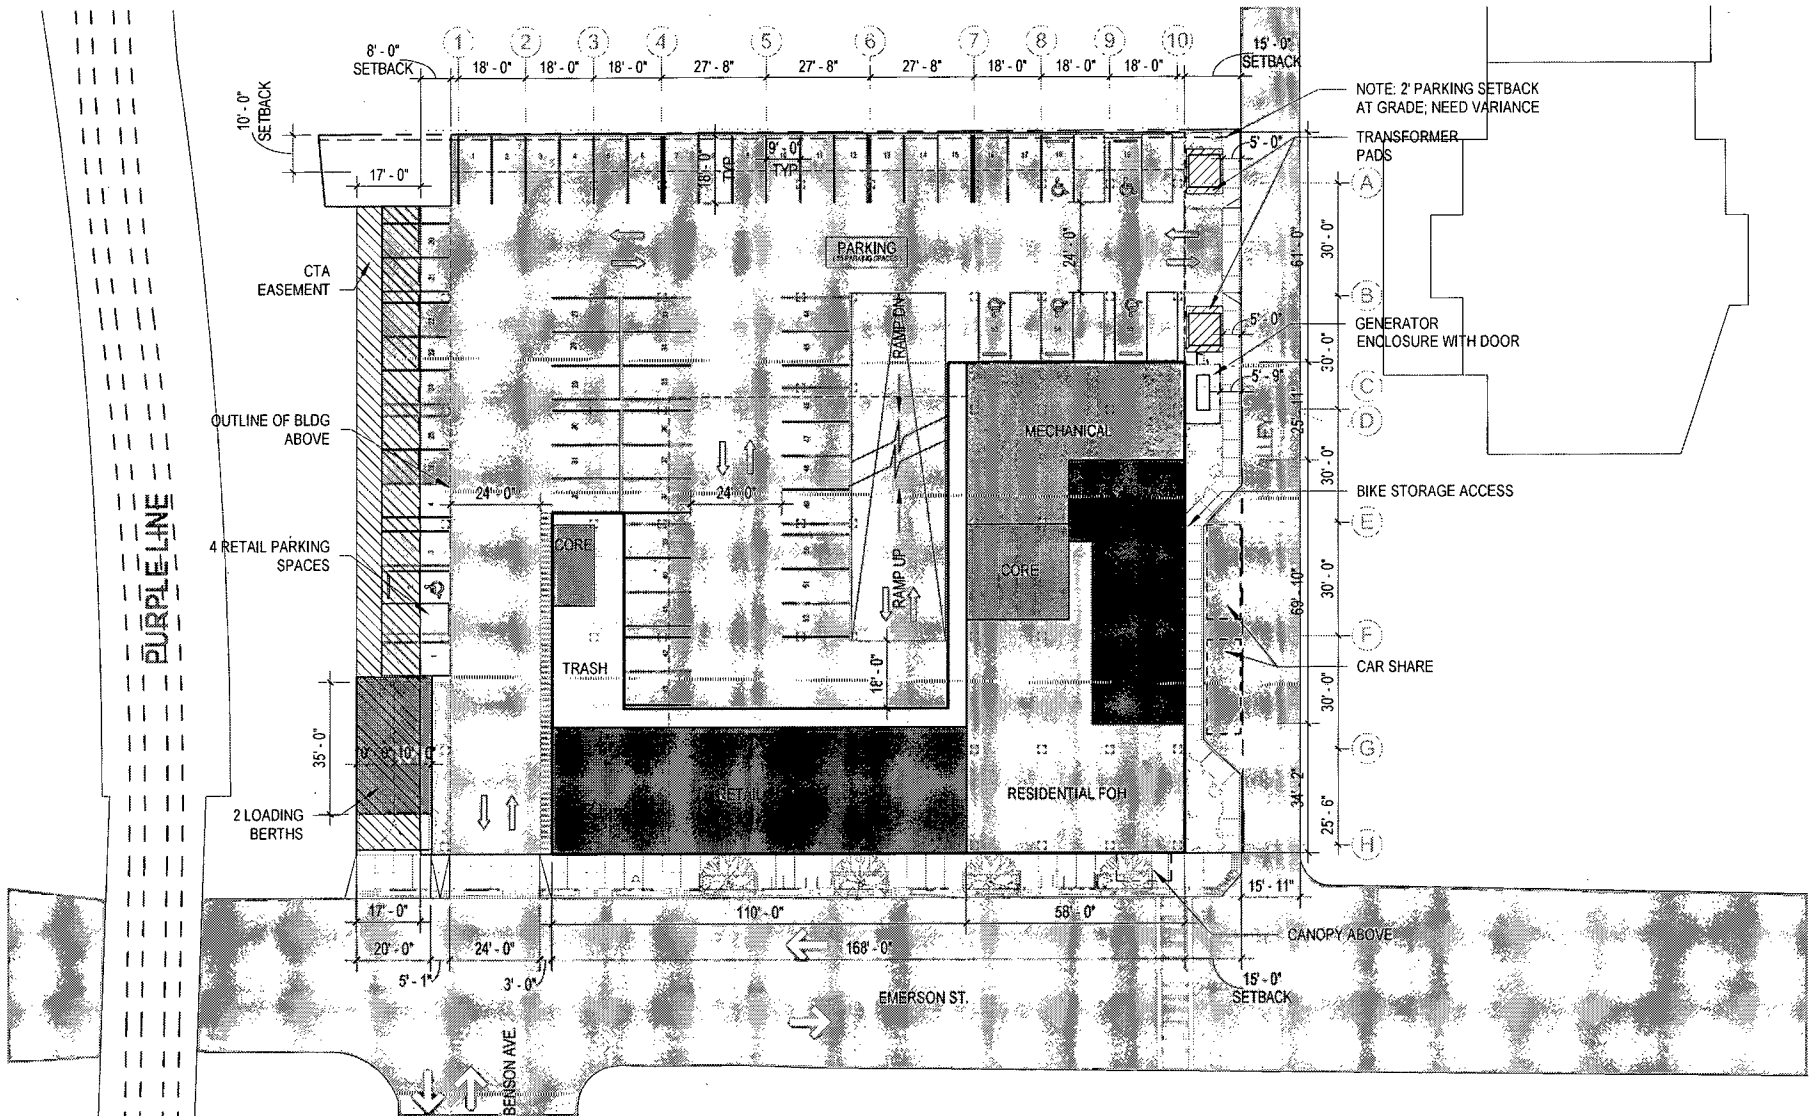 8' - 0"
SETBACK
1
2
3
4
5
6
7
8
9
10
18' - 0"
18' - 0"
18' - 0"
27' - 8"
27' - 8"
27' - 8"
18' - 0"
18' - 0"
18' - 0"
15' - 0"
SETBACK
10' - 0"
SETBACK
17' - 0"
18' - 0"
TYP
9' - 0"
TYP
NOTE: 2' PARKING SETBACK
AT GRADE; NEED VARIANCE
TRANSFORMER
PADS
5' - 0"
A
PARKING
24' - 0"
61' - 0"
30' - 0"
CTA
EASEMENT
B
RAMP DN
5' - 0"
GENERATOR
ENCLOSURE WITH DOOR
30' - 0"
C
5' - 9"
D
25' - 11"
OUTLINE OF BLDG
ABOVE
MECHANICAL
ALLEY
30' - 0"
24' - 0"
24' - 0"
BIKE STORAGE ACCESS
E
PURPLE LINE
4 RETAIL PARKING
SPACES
CORE
CORE
RAMP UP
69' - 10"
30' - 0"
F
TRASH
18' - 0"
CAR SHARE
30' - 0"
35' - 0"
10' - 0"
G
2 LOADING
BERTHS
RETAIL
RESIDENTIAL FOH
34' - 2"
25' - 6"
H
15' - 11"
17' - 0"
110' - 0"
58' - 0"
20' - 0"
24' - 0"
168' - 0"
CANOPY ABOVE
5' - 1"
3' - 0"
EMERSON ST.
15' - 0"
SETBACK
BENSON AVE.